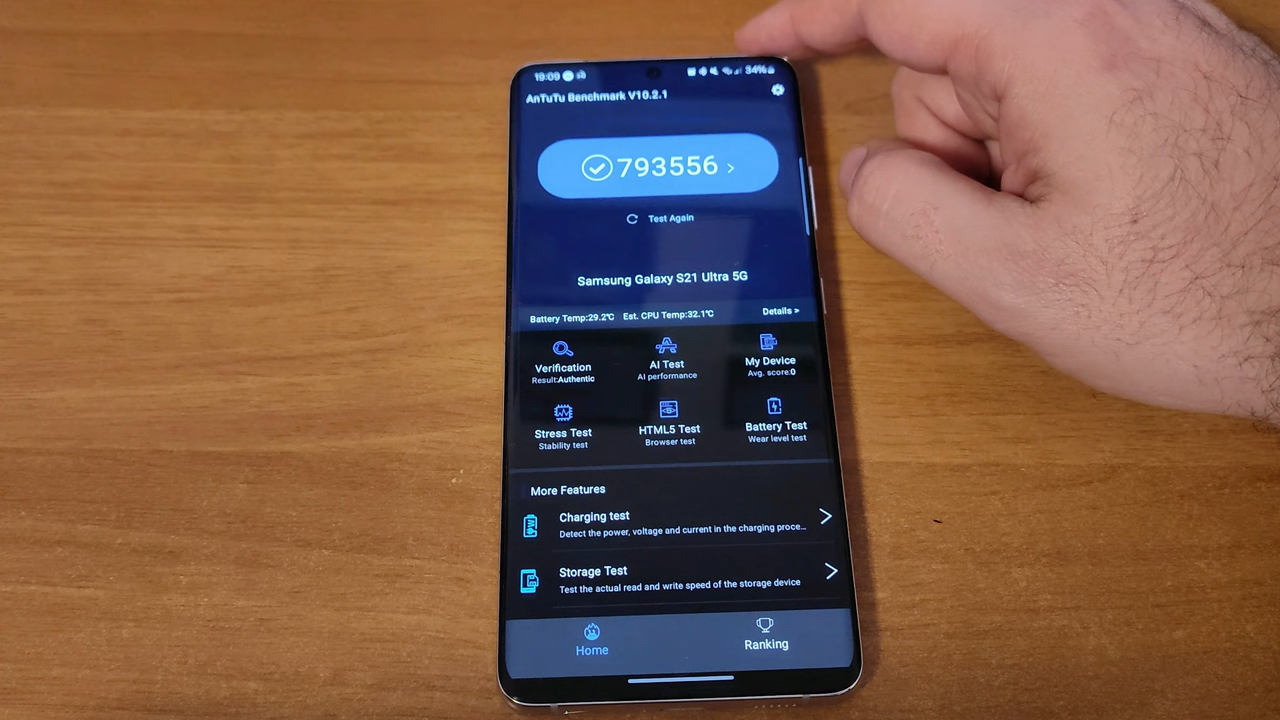 19:09 34%
AnTuTu Benchmark V10.2.1
793556 >
Test Again
Samsung Galaxy S21 Ultra 5G
Battery Temp:29.2℃ Est. CPU Temp:32.1℃ Details >
Verification AI Test My Device
Result:Authentic AI performance Avg. score:0
Stress Test HTML5 Test Battery Test
Stability test Browser test Wear level test
More Features
Charging test
Detect the power, voltage and current in the charging proce...
Storage Test
Test the actual read and write speed of the storage device
Home Ranking